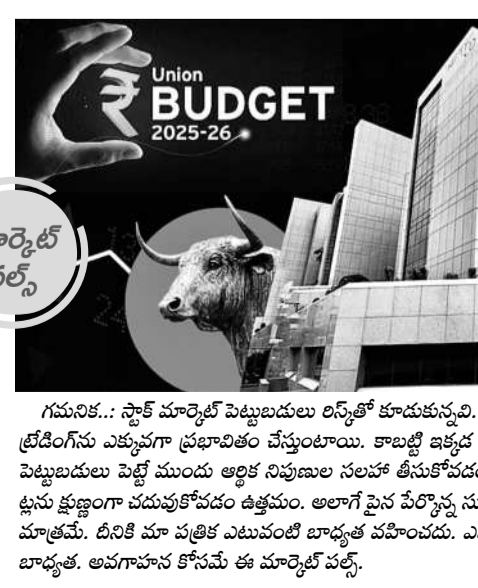 Union
BUDGET
2025-26
మార్కెట్
పల్స్
గమనిక..: స్టాక్ మార్కెట్ పెట్టుబడులు రిస్క్‌తో కూడుకున్నవి.
ట్రేడింగ్‌ను ఎక్కువగా ప్రభావితం చేస్తుంటాయి. కాబట్టి ఇక్కడ
పెట్టుబడులు పెట్టే ముందు ఆర్థిక నిపుణుల సలహా తీసుకోవడం
ట్లను క్షుణ్ణంగా చదువుకోవడం ఉత్తమం. అలాగే పైన పేర్కొన్న
మాత్రమే. దీనికి మా పత్రిక ఎటువంటి బాధ్యత వహించదు.
బాధ్యత. అవగాహన కోసమే ఈ మార్కెట్ పల్స్.